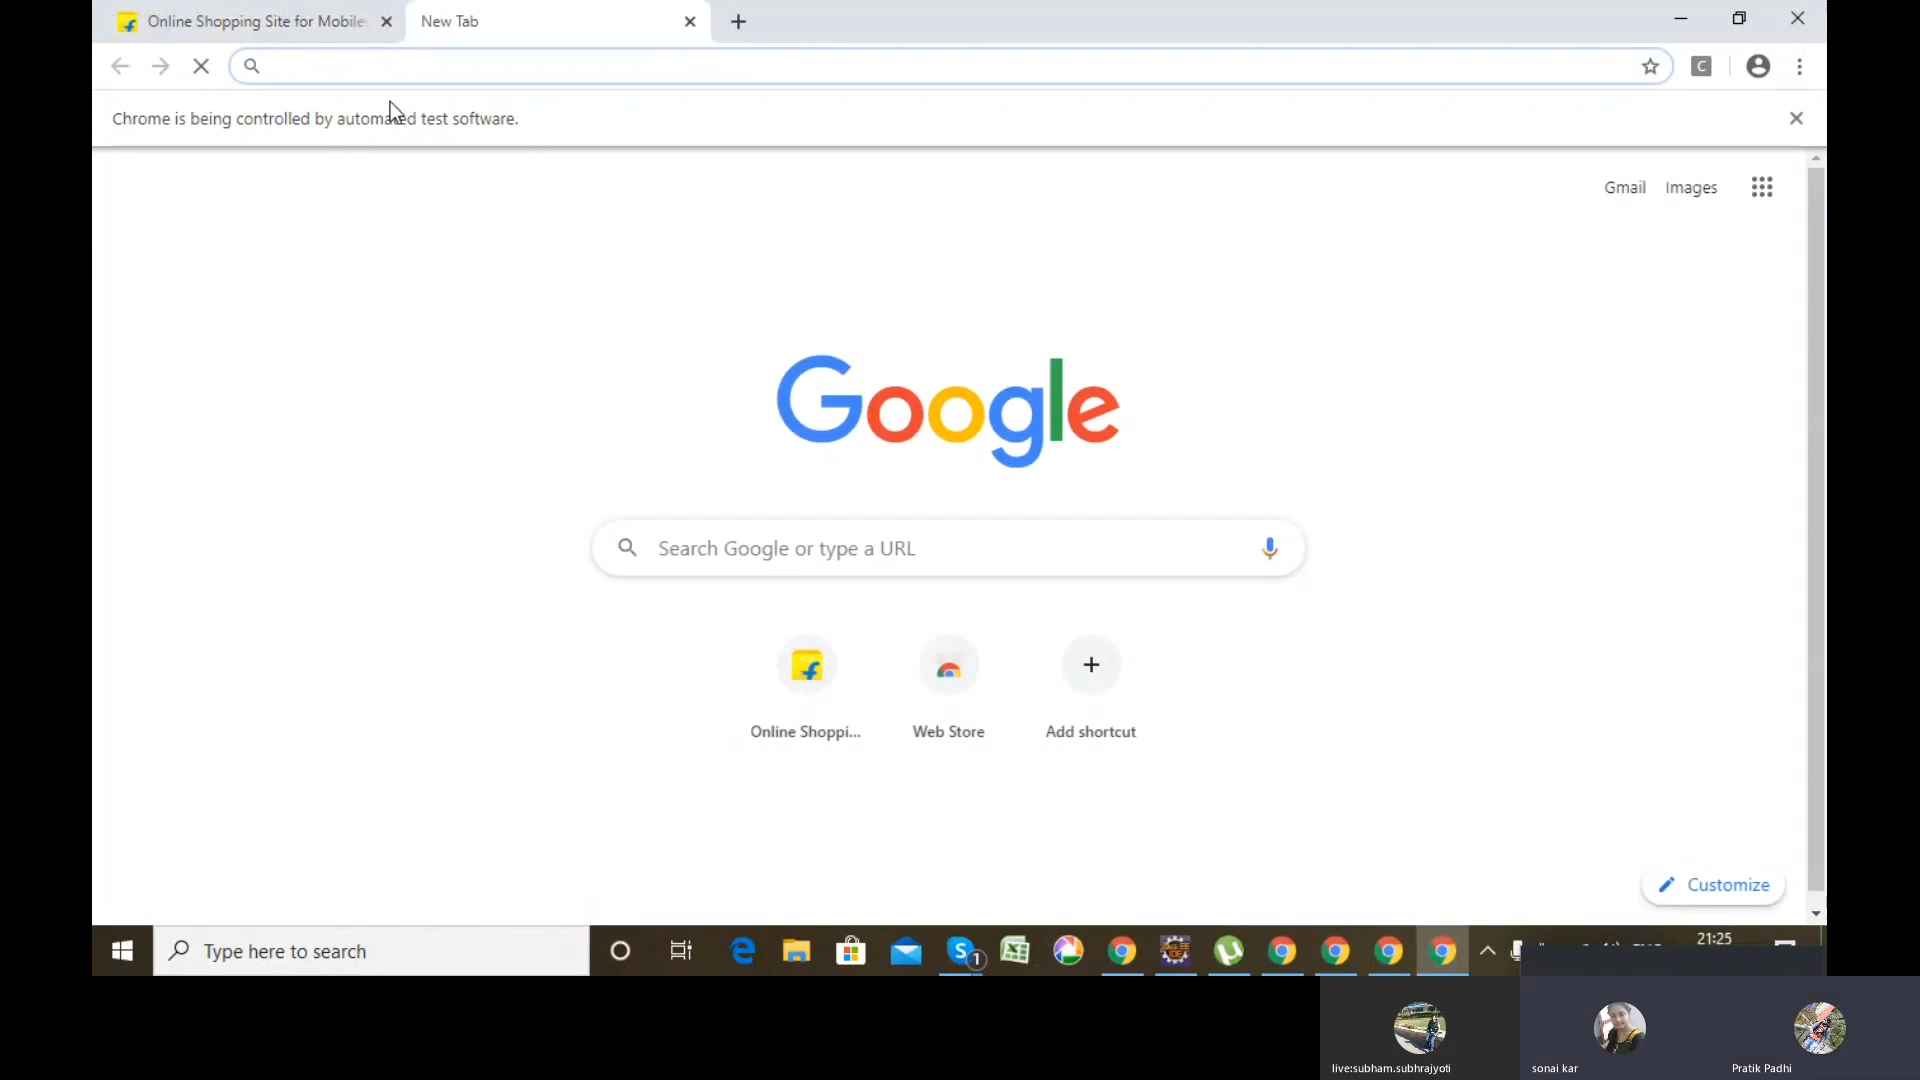 Online Shopping Site for Mobile
New Tab
C
Chrome is being controlled by automated test software.
Gmail
Images
Google
Search Google or type a URL
Online Shoppi...
Web Store
Add shortcut
Customize
Type here to search
1
21:25
live:subham.subhrajyoti
sonai kar
Pratik Padhi